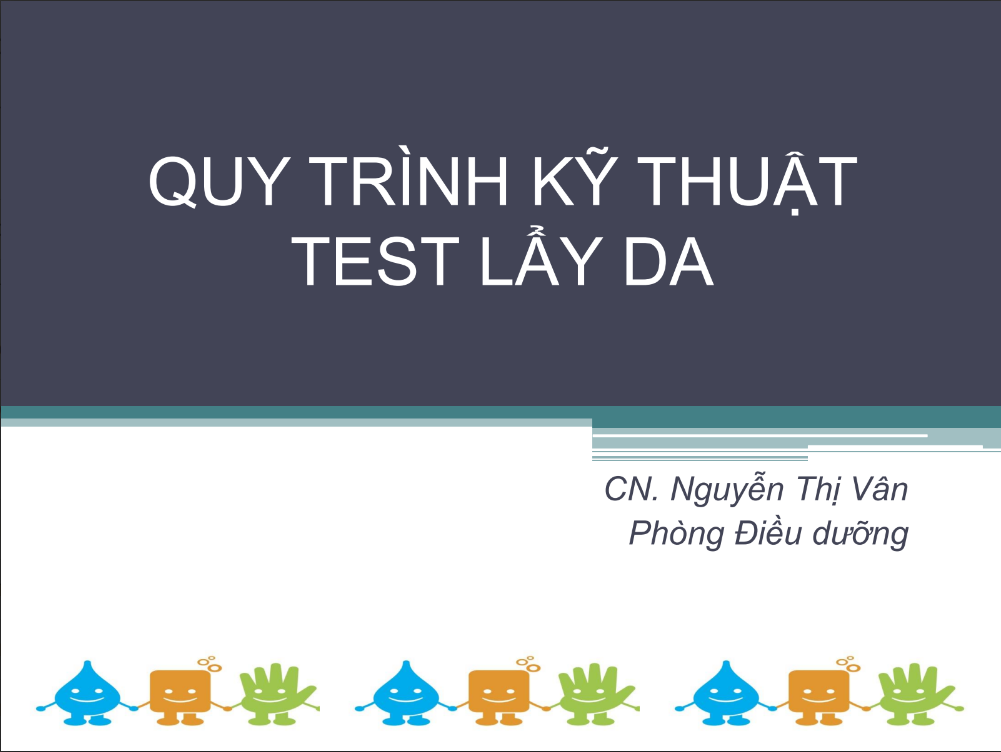 QUY TRÌNH KỸ THUẬT
TEST LẨY DA
CN. Nguyễn Thị Vân
Phòng Điều dưỡng